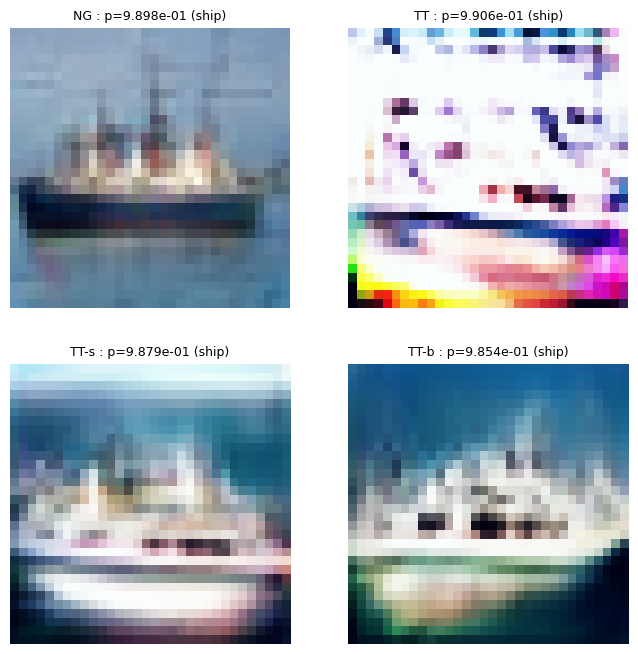 NG : p=9.898e-01 (ship)
TT : p=9.906e-01 (ship)
TT-s : p=9.879e-01 (ship)
TT-b : p=9.854e-01 (ship)